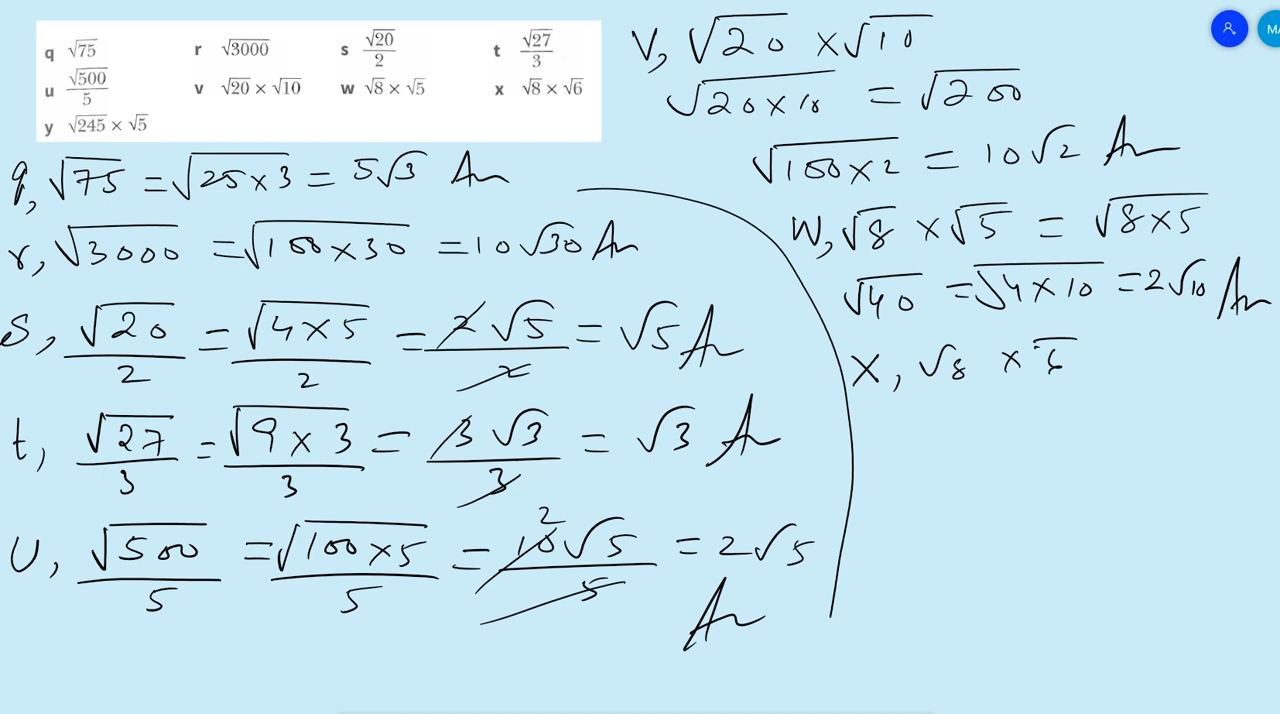 q √75 r √3000 s √20/2 t √27/3
u √500/5 v √20 × √10 w √8 × √5 x √8 × √6
y √245 × √5
q, √75 = √25×3 = 5√3 An
r, √3000 = √100×30 = 10√30 An
s, √20/2 = √4×5/2 = 2√5/2 = √5 An
t, √27/3 = √9×3/3 = 3√3/3 = √3 An
U, √500/5 = √100×5/5 = 10√5/5 2 = 2√5
An
V, √20 × √10
√20×10 = √200
√100×2 = 10√2 An
W, √8 × √5 = √8×5
√40 = √4×10 = 2√10 An
X, √8 × √6
MA